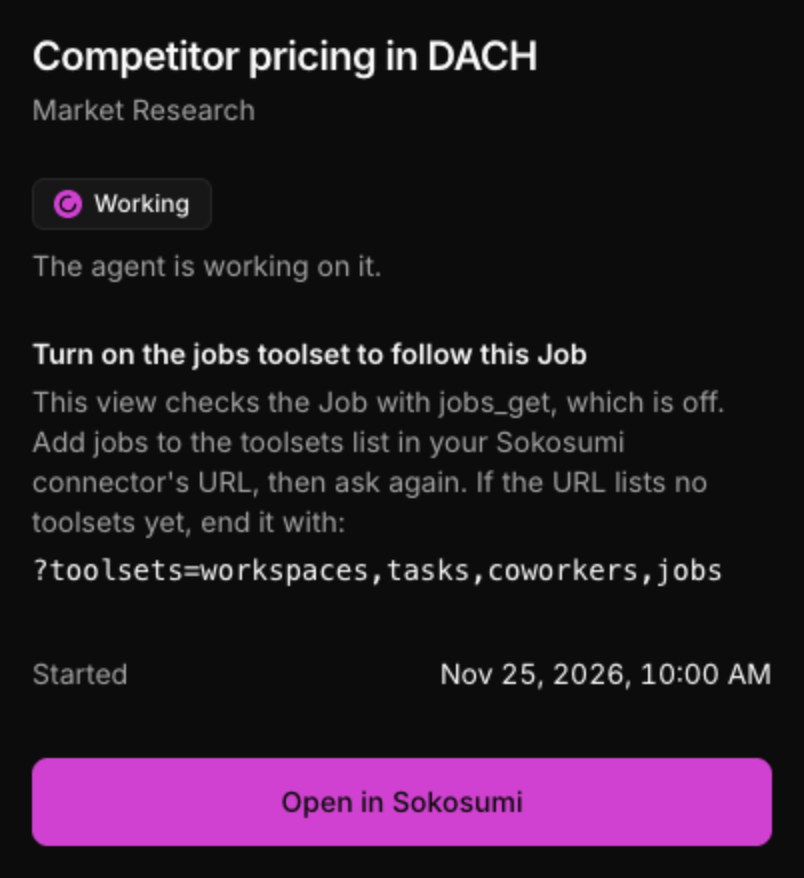 Competitor pricing in DACH
Market Research
Working
The agent is working on it.
Turn on the jobs toolset to follow this Job
This view checks the Job with jobs_get, which is off.
Add jobs to the toolsets list in your Sokosumi
connector's URL, then ask again. If the URL lists no
toolsets yet, end it with:
?toolsets=workspaces,tasks,coworkers,jobs
Started Nov 25, 2026, 10:00 AM
Open in Sokosumi